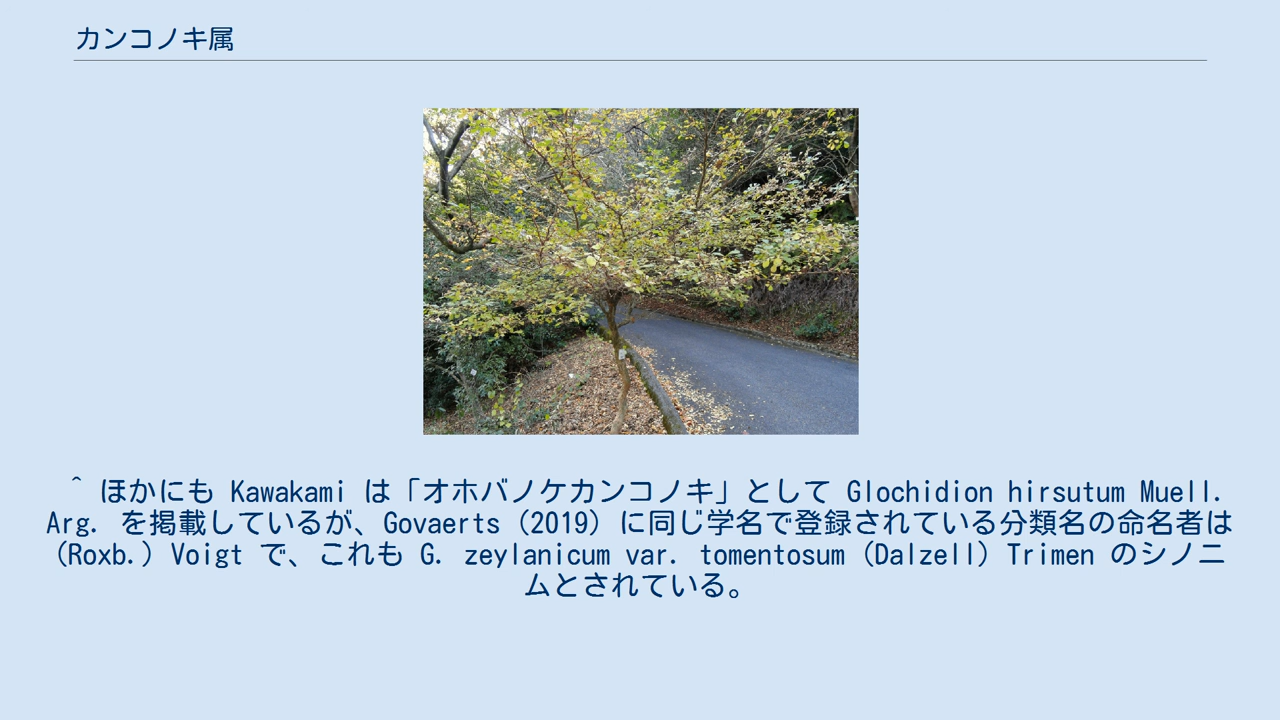 カンコノキ属
^ ほかにも Kawakami は「オホバノケカンコノキ」として Glochidion hirsutum Muell.
Arg. を掲載しているが、Govaerts (2019) に同じ学名で登録されている分類名の命名者は
(Roxb.) Voigt で、これも G. zeylanicum var. tomentosum (Dalzell) Trimen のシノニ
ムとされている。